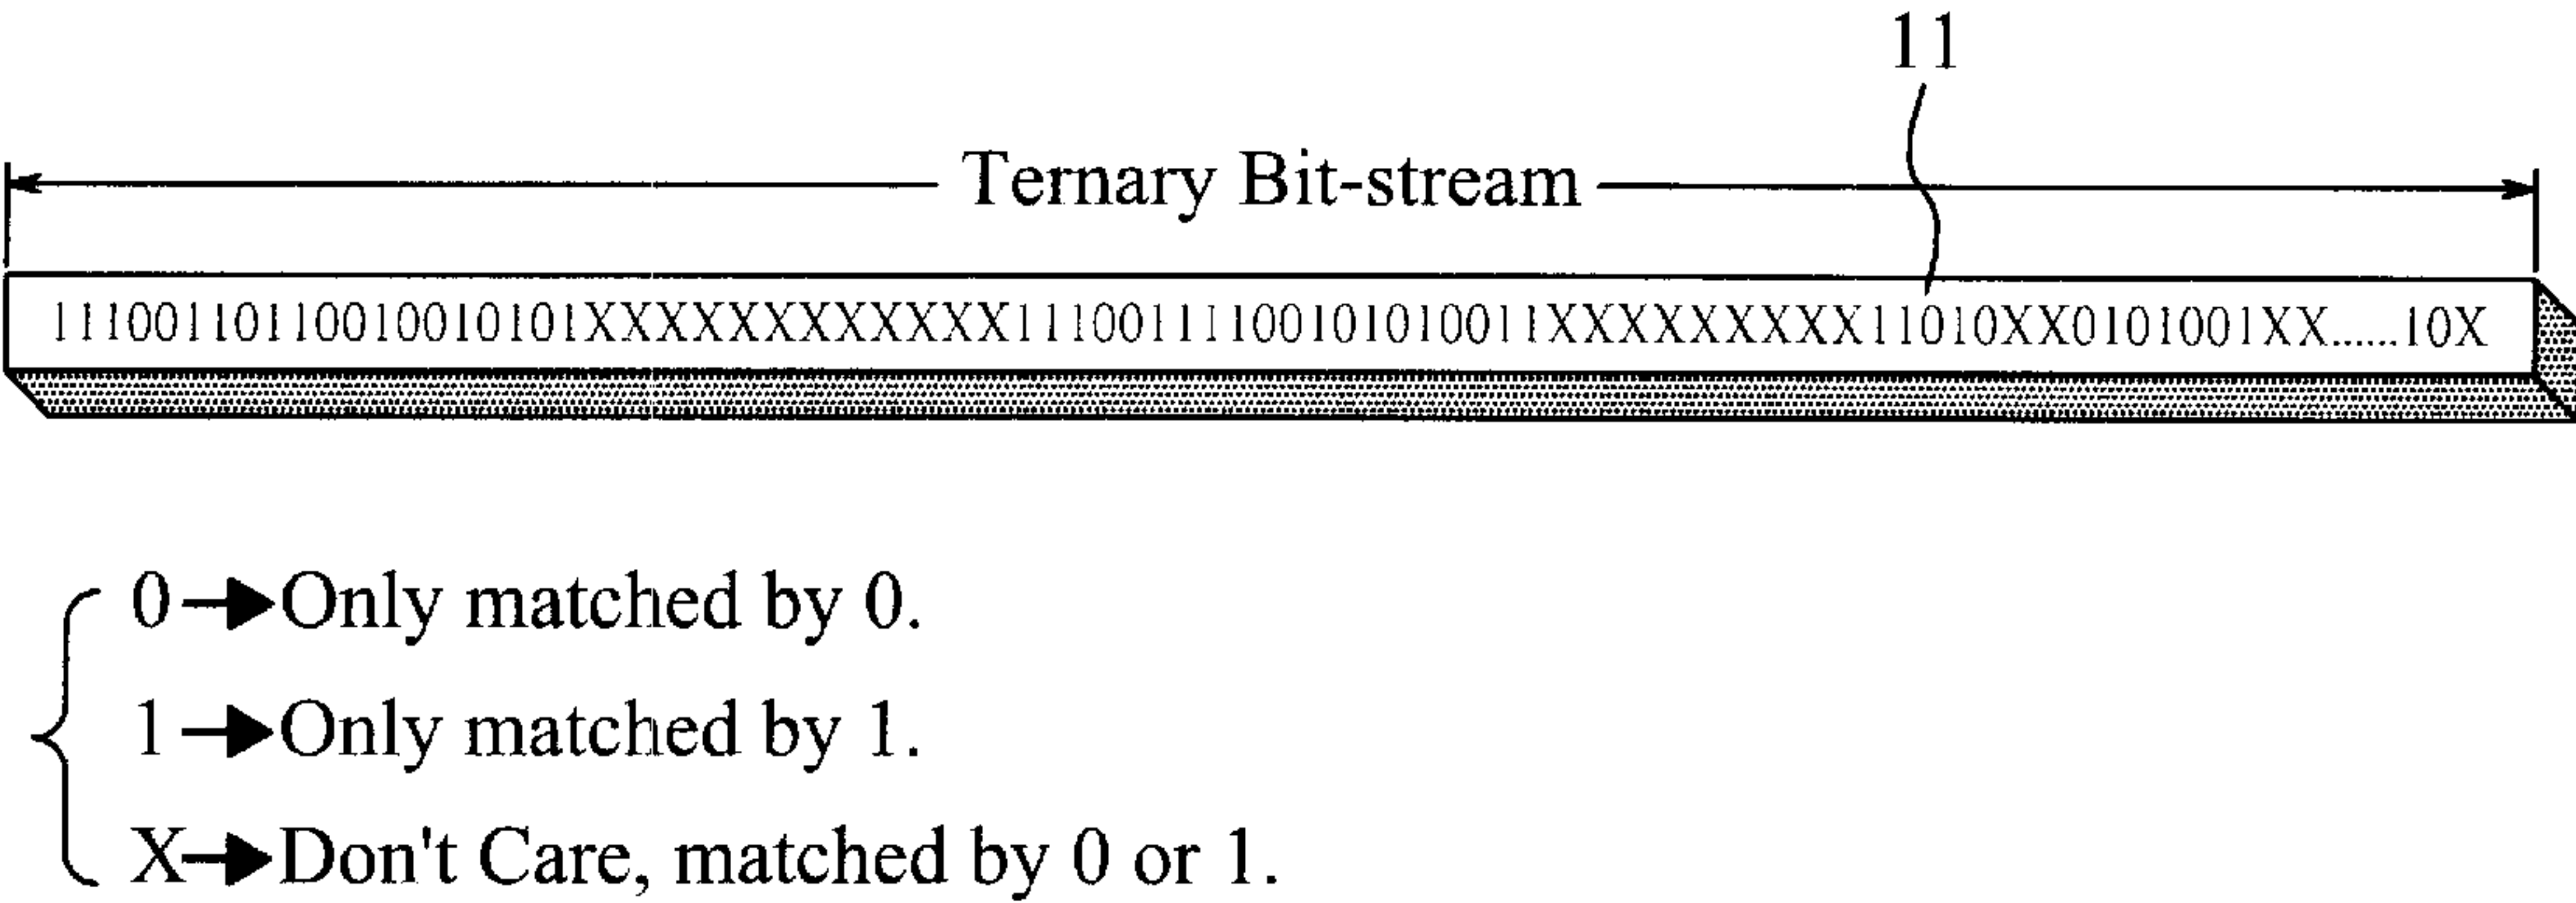 11
Ternary Bit-stream
11100110110010010101XXXXXXXXXXXX11100111100101010011XXXXXXXXX11010XX0101001XX......10X
0→Only matched by 0.
1→Only matched by 1.
X→Don't Care, matched by 0 or 1.